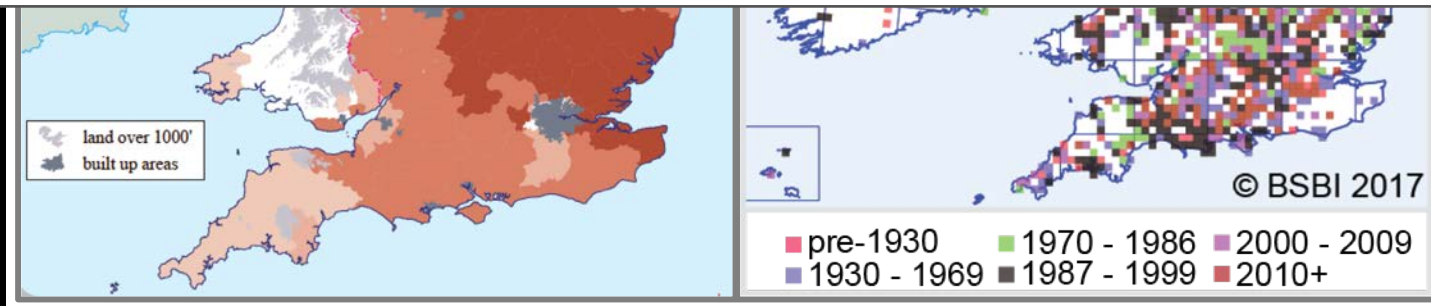 land over 1000'
built up areas
© BSBI 2017
pre-1930 1970 - 1986 2000 - 2009
1930 - 1969 1987 - 1999 2010+